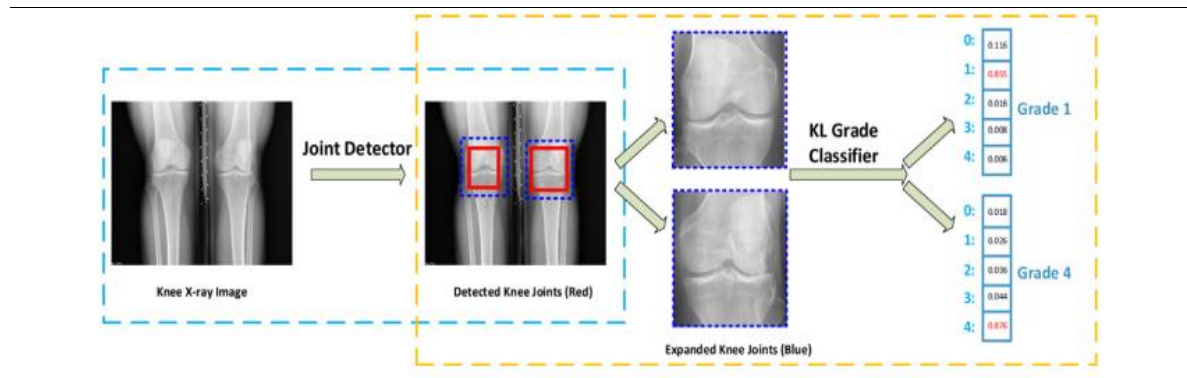 Joint Detector
Knee X-ray Image
Detected Knee Joints (Red)
Expanded Knee Joints (Blue)
KL Grade
Classifier
0: 0.116
1: 0.855
2: 0.016
3: 0.008
4: 0.006
Grade 1
0: 0.018
1: 0.026
2: 0.036
3: 0.044
4: 0.876
Grade 4